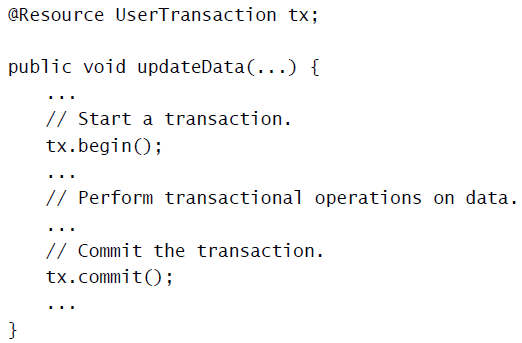 @Resource UserTransaction tx;
public void updateData(...) {
...
// Start a transaction.
tx.begin();
...
// Perform transactional operations on data.
...
// Commit the transaction.
tx.commit();
...
}